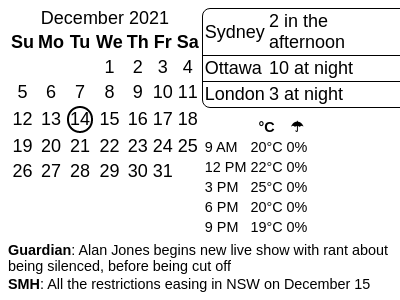 December 2021
Su Mo Tu We Th Fr Sa
1 2 3 4
5 6 7 8 9 10 11
12 13 14 15 16 17 18
19 20 21 22 23 24 25
26 27 28 29 30 31
Sydney 2 in the afternoon
Ottawa 10 at night
London 3 at night
°C ☂
9 AM 20°C 0%
12 PM 22°C 0%
3 PM 25°C 0%
6 PM 20°C 0%
9 PM 19°C 0%
Guardian: Alan Jones begins new live show with rant about
being silenced, before being cut off
SMH: All the restrictions easing in NSW on December 15